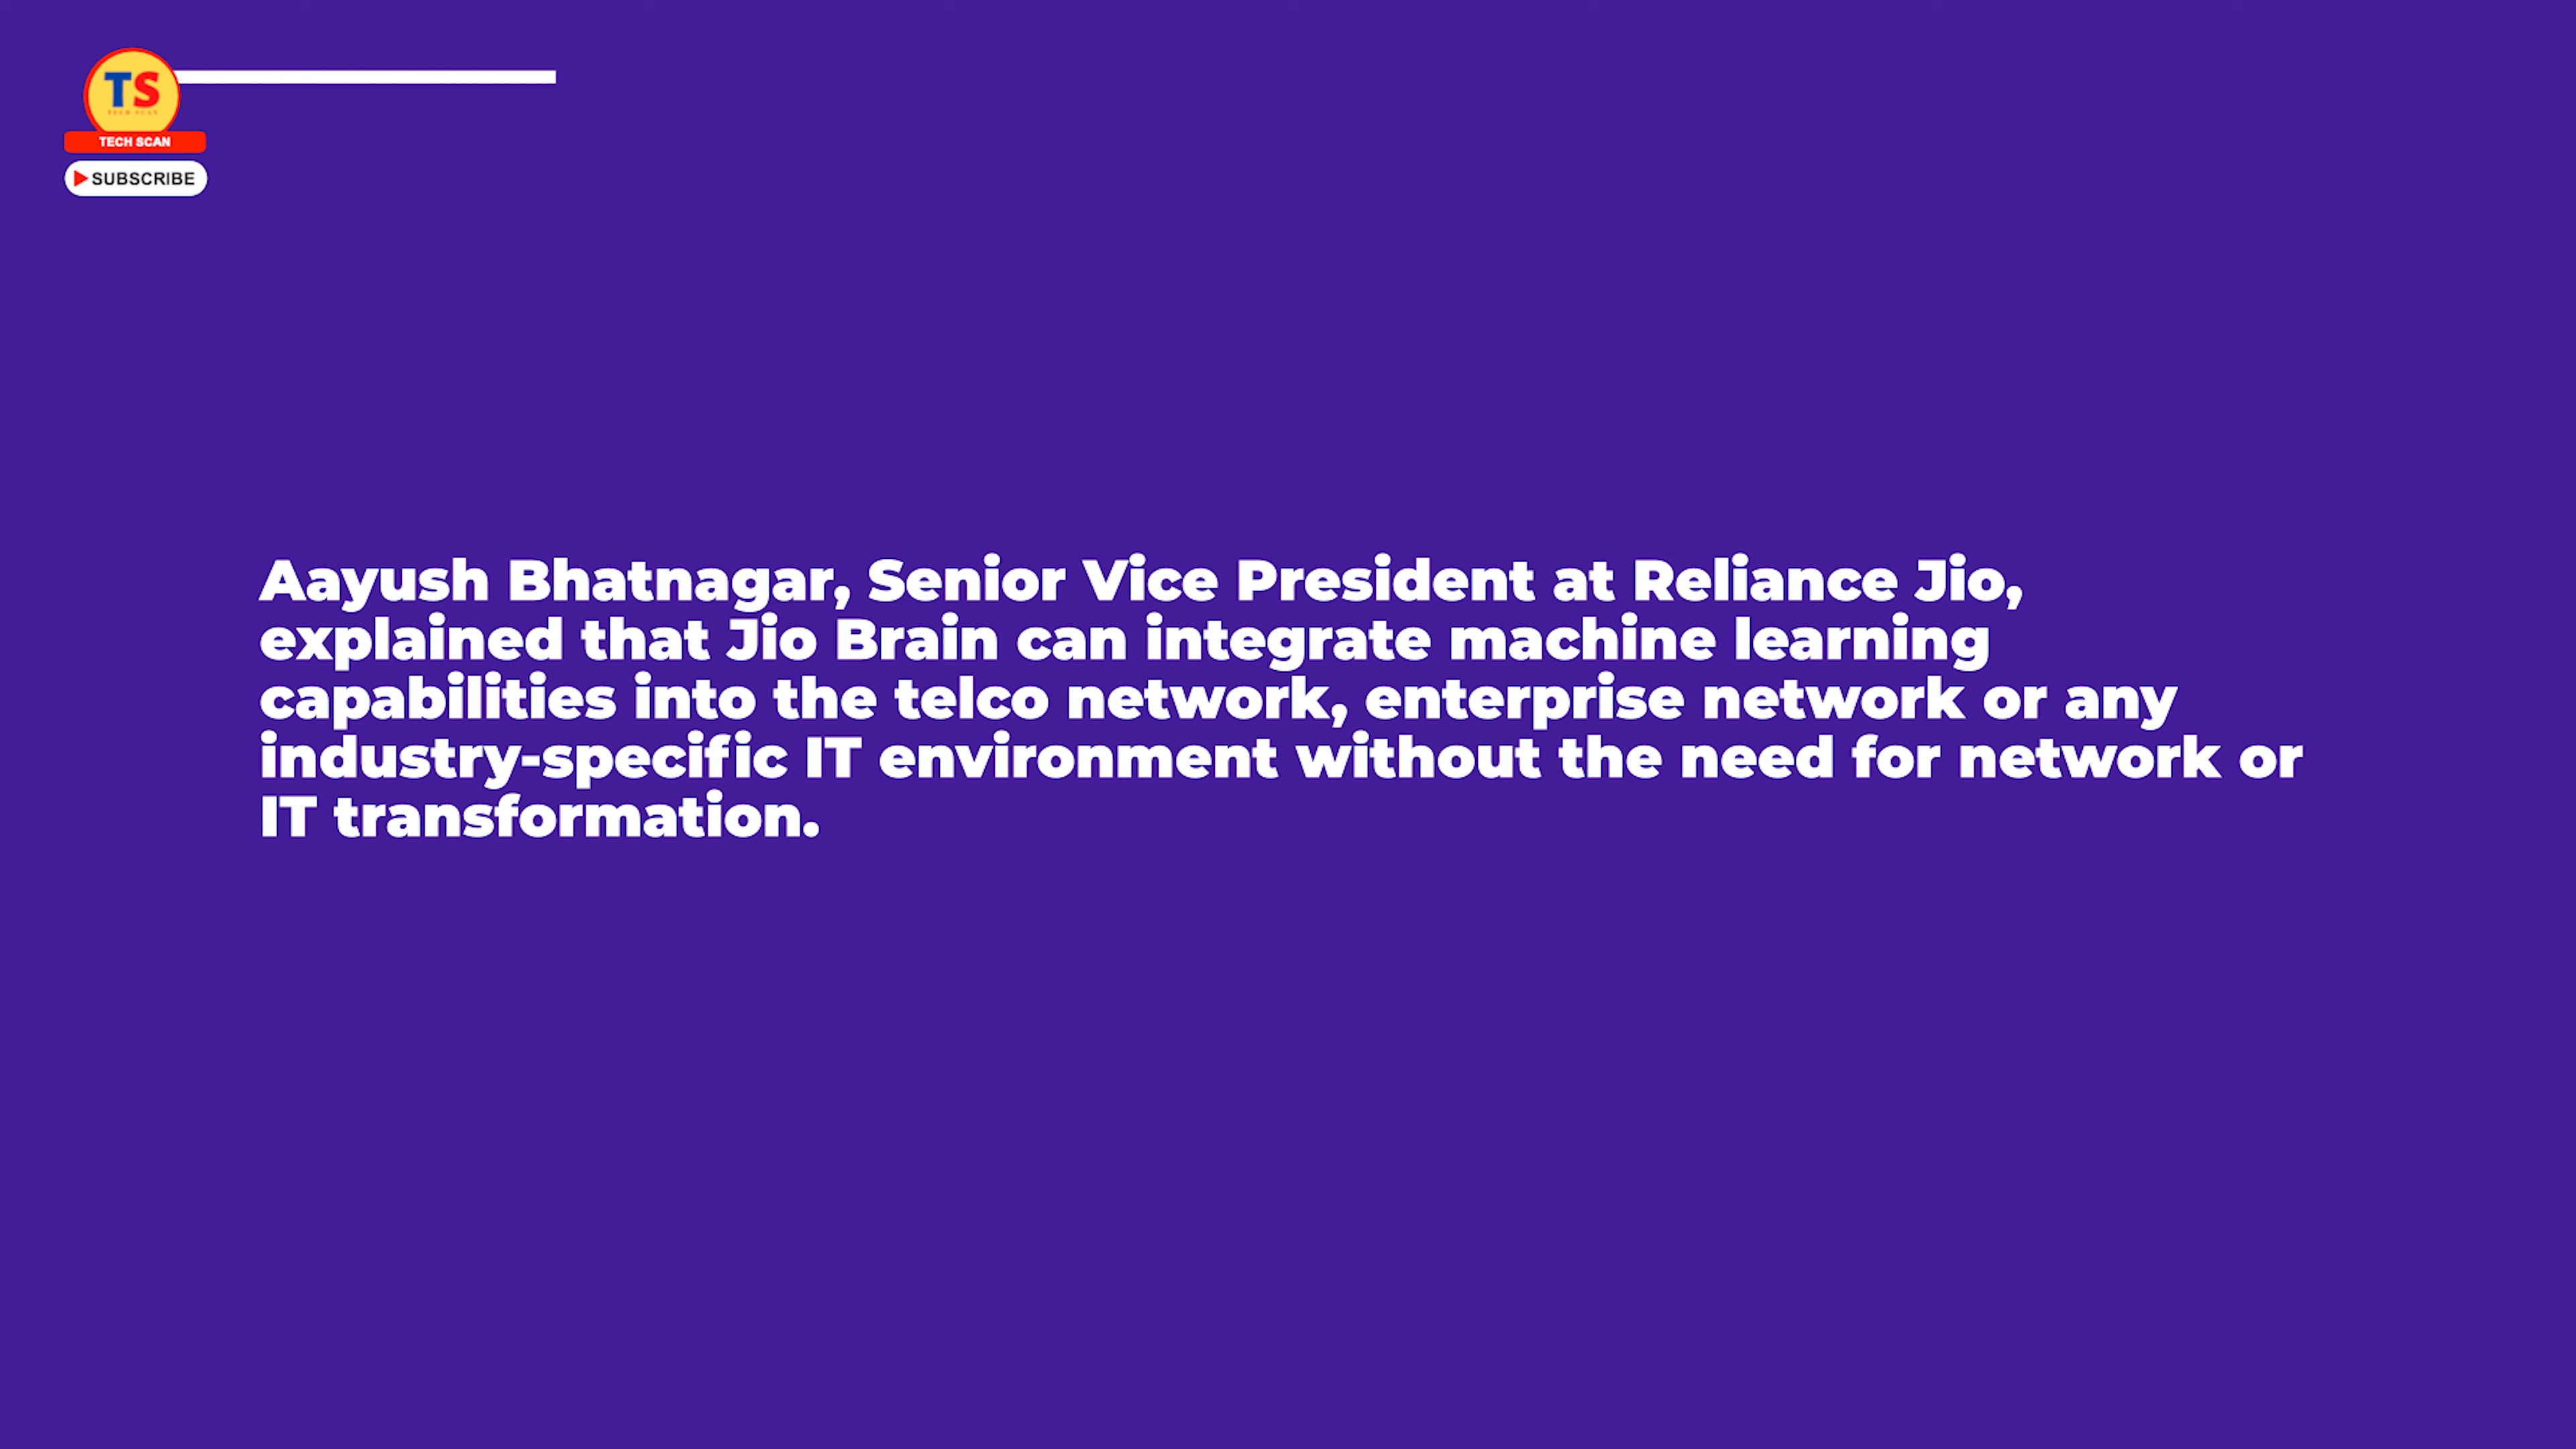 TS
TECH SCAN
TECH SCAN
SUBSCRIBE
Aayush Bhatnagar, Senior Vice President at Reliance Jio,
explained that Jio Brain can integrate machine learning
capabilities into the telco network, enterprise network or any
industry-specific IT environment without the need for network or
IT transformation.